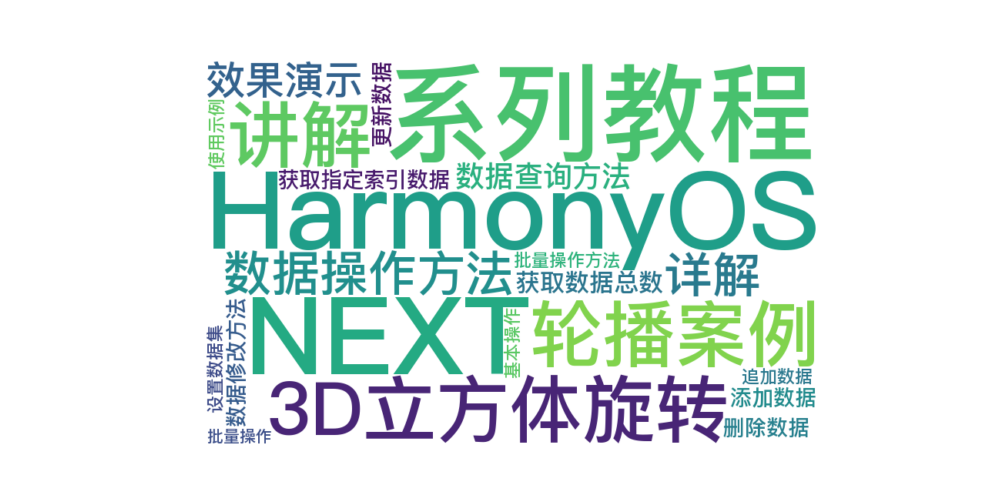 效果演示
使用示例
讲解
更新数据
系列教程
获取指定索引数据
数据查询方法
HarmonyOS
数据操作方法
批量操作方法
获取数据总数
详解
设置数据集
数据修改方法
NEXT
基本操作
轮播案例
追加数据
添加数据
批量操作
3D立方体旋转
删除数据